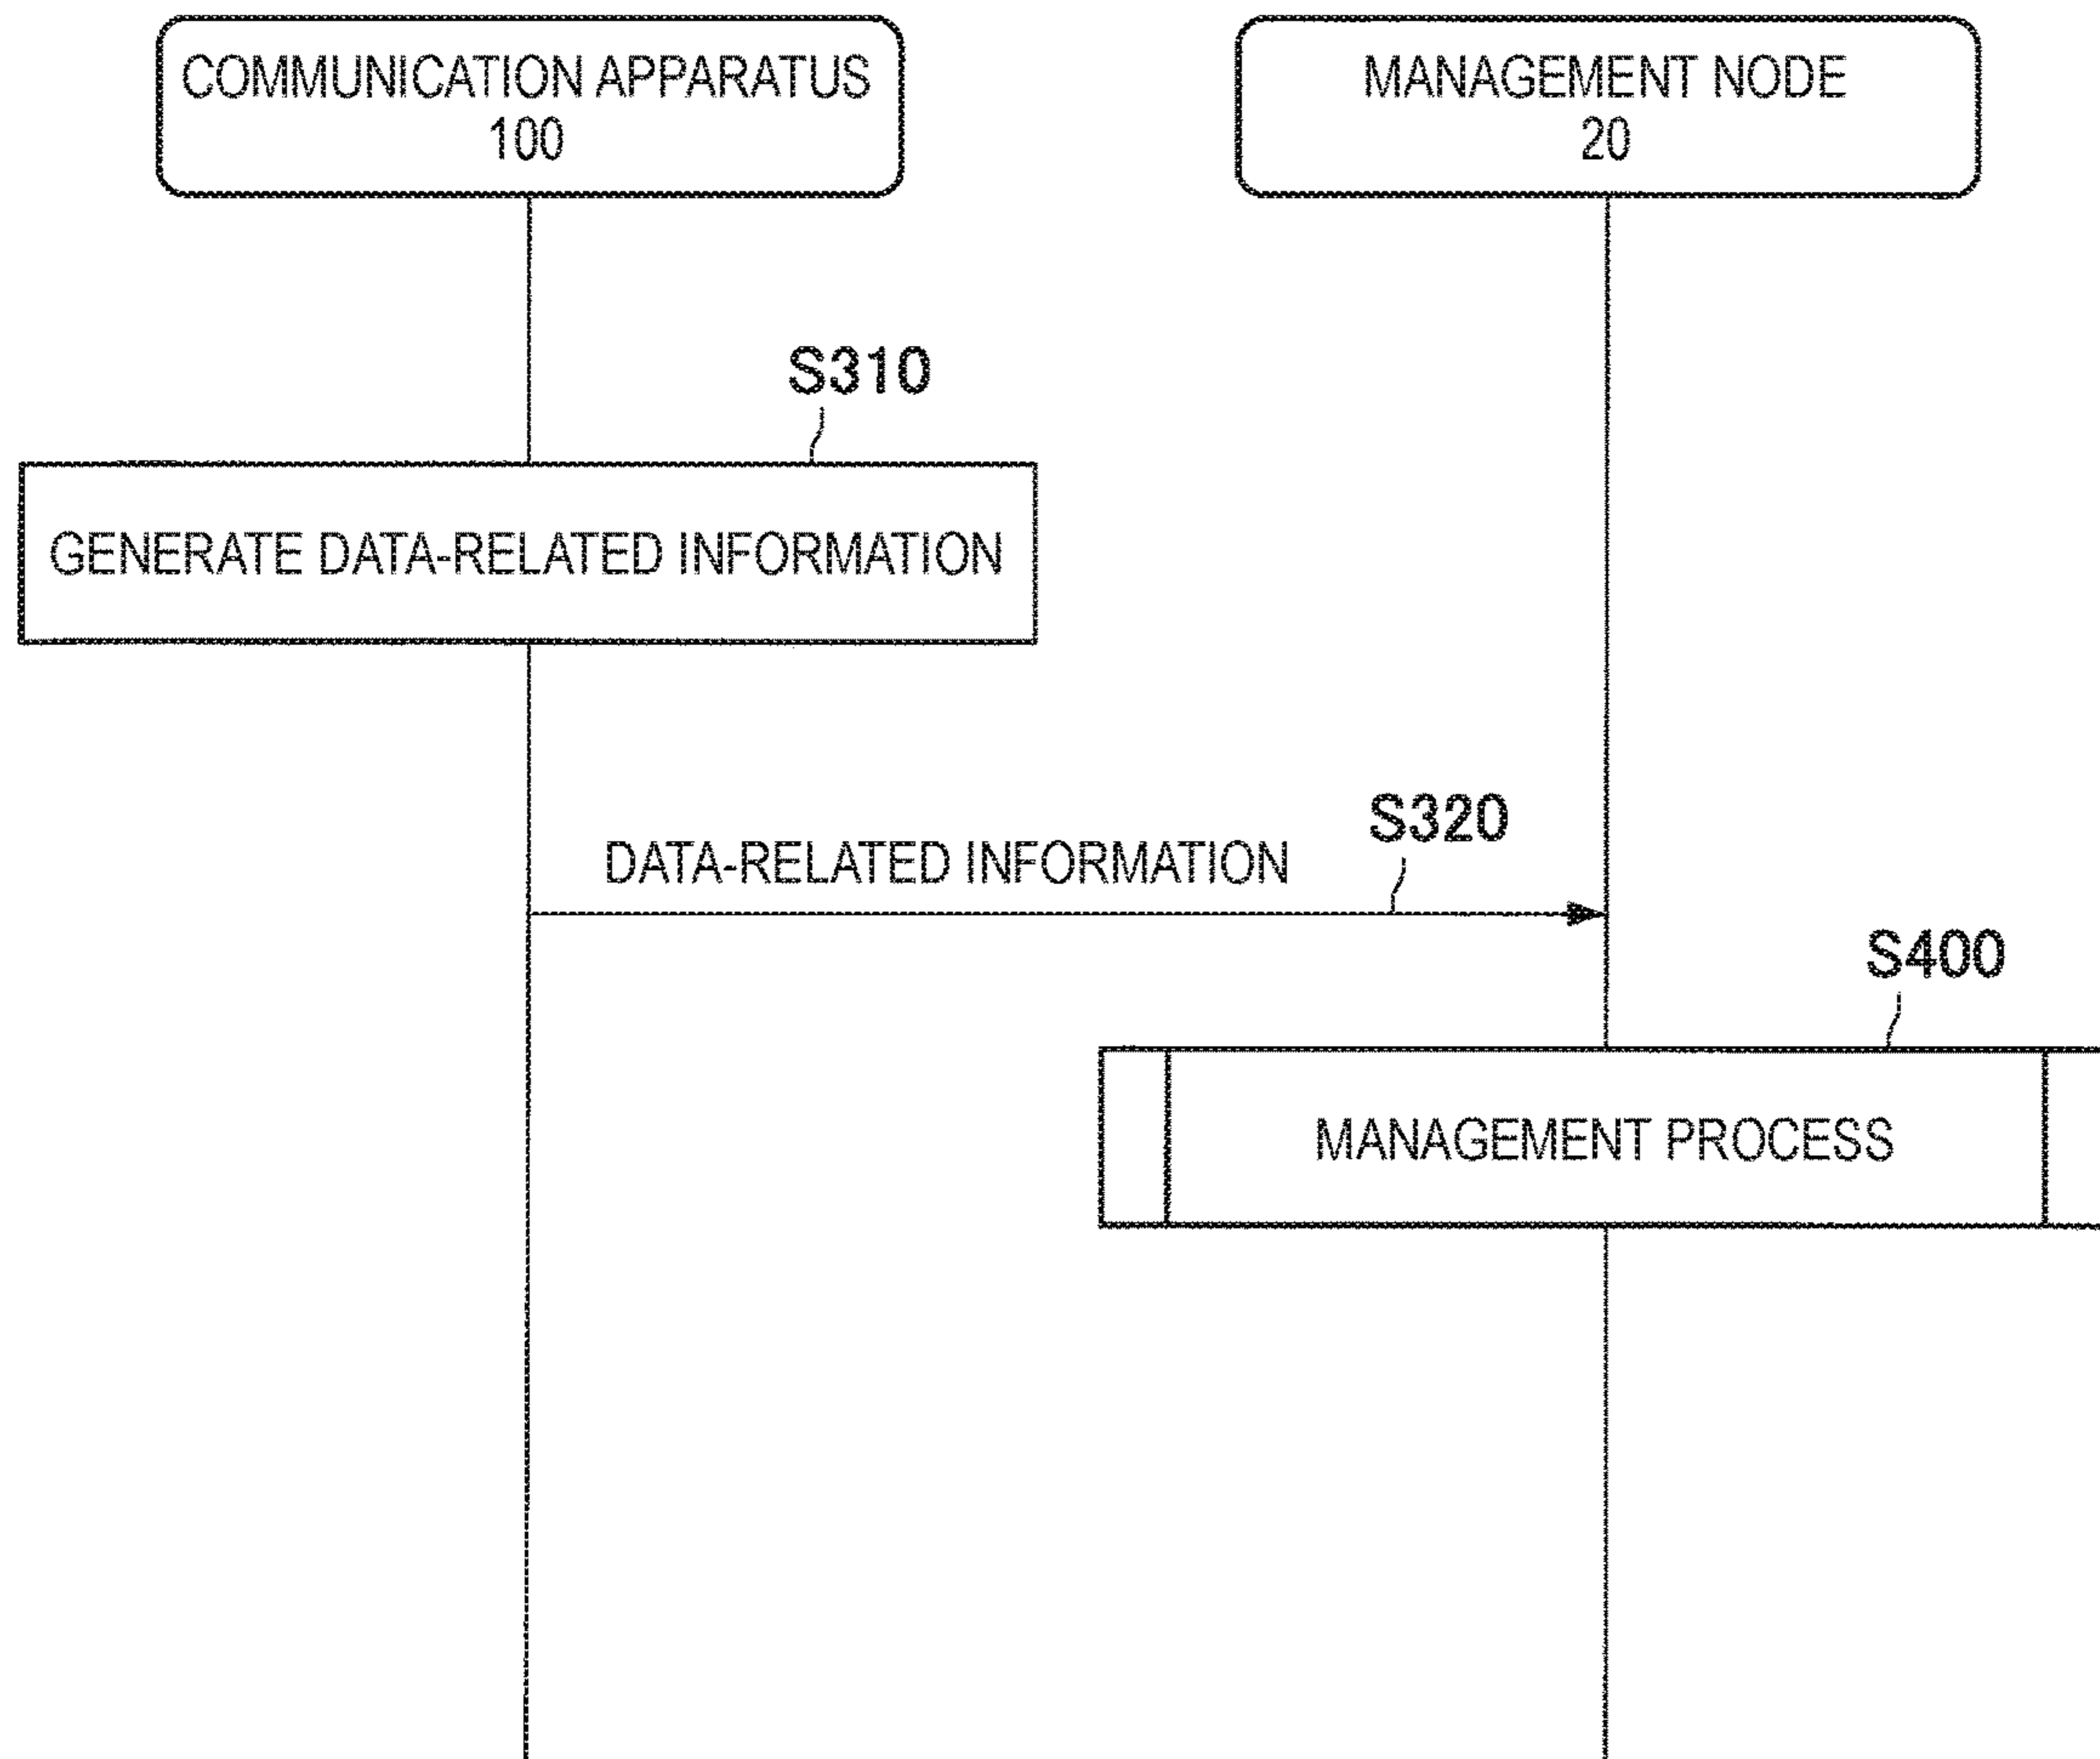 COMMUNICATION APPARATUS
100
MANAGEMENT NODE
20
S310
GENERATE DATA-RELATED INFORMATION
S320
DATA-RELATED INFORMATION
S400
MANAGEMENT PROCESS